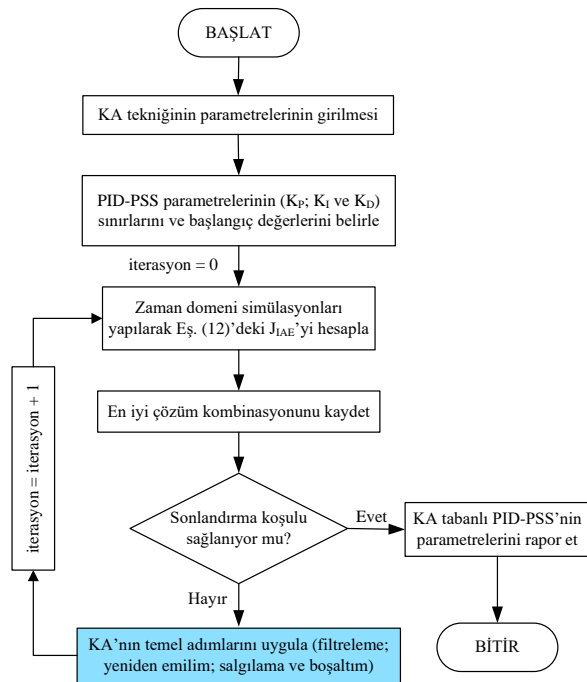 BAŞLAT
KA tekniğinin parametrelerinin girilmesi
PID-PSS parametrelerinin (KP; KI ve KD)
sınırlarını ve başlangıç değerlerini belirle
iterasyon = 0
Zaman domeni simülasyonları
yapılarak Eş. (12)’deki JIAE’yi hesapla
iterasyon = iterasyon + 1
En iyi çözüm kombinasyonunu kaydet
Sonlandırma koşulu
sağlanıyor mu?
Evet
KA tabanlı PID-PSS’nin
parametrelerini rapor et
Hayır
KA’nın temel adımlarını uygula (filtreleme;
yeniden emilim; salgılama ve boşaltım)
BİTİR